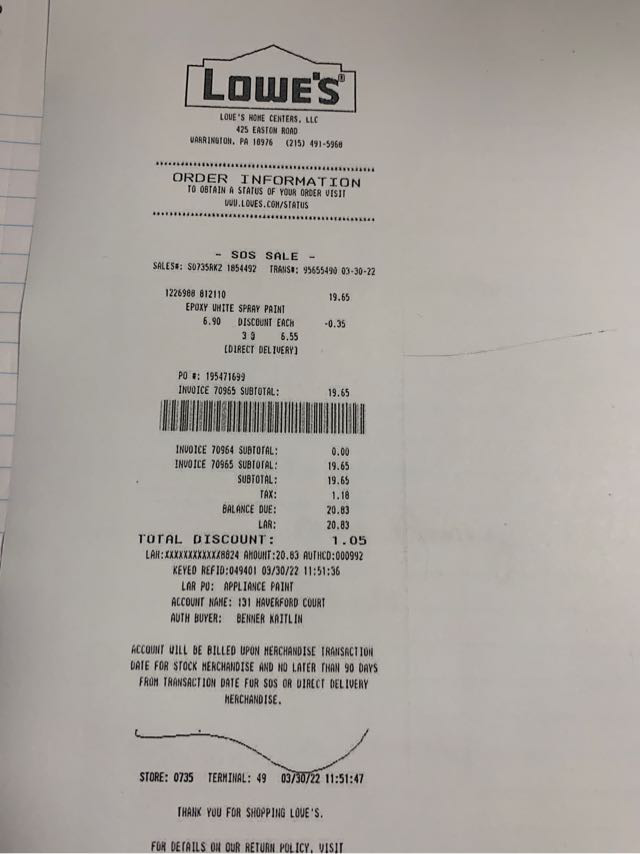 LOWE'S®
LOWE'S HOME CENTERS, LLC
425 EASTON ROAD
WARRINGTON, PA 18976 (215) 491-5968
ORDER INFORMATION
TO OBTAIN A STATUS OF YOUR ORDER VISIT
WWW.LOWES.COM/STATUS
- SOS SALE -
SALES#: S0735RK2 1854492 TRANS#: 95655490 03-30-22
1226988 812110 19.65
EPOXY WHITE SPRAY PAINT
6.90 DISCOUNT EACH -0.35
3 @ 6.55
[DIRECT DELIVERY]
PO #: 195471699
INVOICE 70965 SUBTOTAL: 19.65
INVOICE 70964 SUBTOTAL: 0.00
INVOICE 70965 SUBTOTAL: 19.65
SUBTOTAL: 19.65
TAX: 1.18
BALANCE DUE: 20.83
LAR: 20.83
TOTAL DISCOUNT: 1.05
LAR:XXXXXXXXXXXX8824 AMOUNT:20.83 AUTHCD:000992
KEYED REFID:049401 03/30/22 11:51:36
LAR PO: APPLIANCE PAINT
ACCOUNT NAME: 131 HAVERFORD COURT
AUTH BUYER: BENNER KAITLIN
ACCOUNT WILL BE BILLED UPON MERCHANDISE TRANSACTION
DATE FOR STOCK MERCHANDISE AND NO LATER THAN 90 DAYS
FROM TRANSACTION DATE FOR SOS OR DIRECT DELIVERY
MERCHANDISE.
STORE: 0735 TERMINAL: 49 03/30/22 11:51:47
THANK YOU FOR SHOPPING LOWE'S.
FOR DETAILS ON OUR RETURN POLICY, VISIT